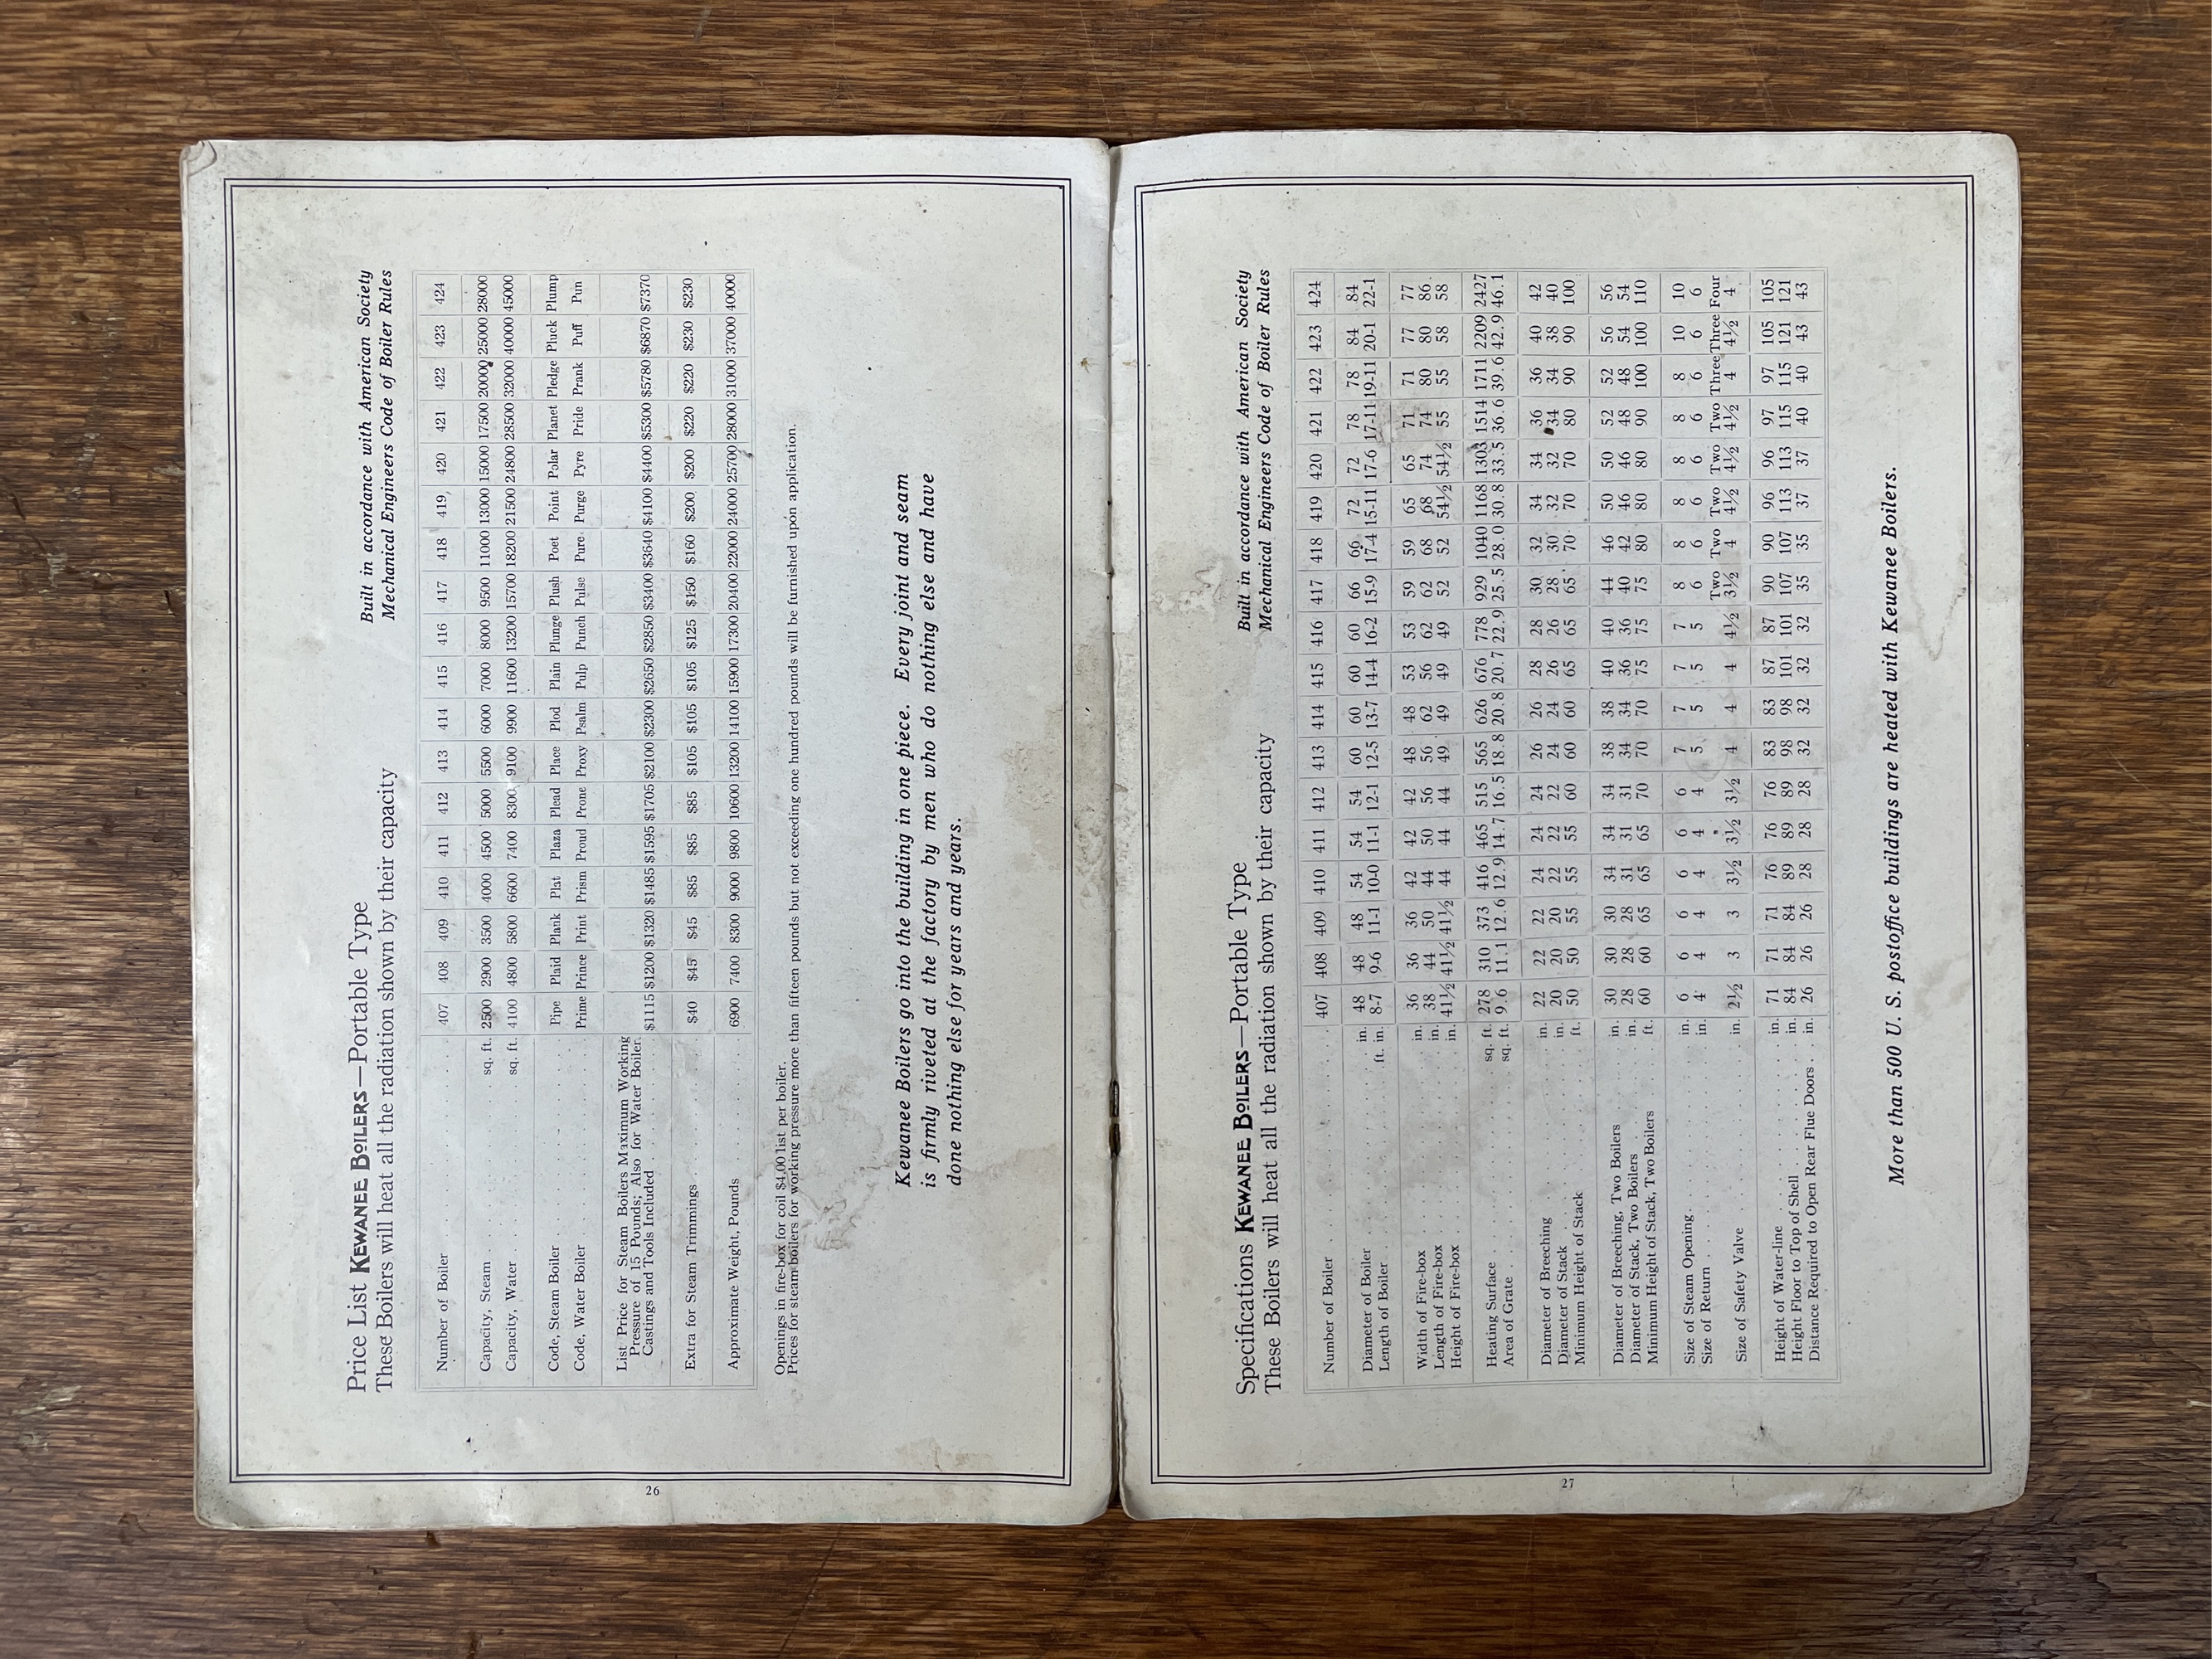 Price List KEWANEE BOILERS—Portable Type
These Boilers will heat all the radiation shown by their capacity
Built in accordance with American Society
Mechanical Engineers Code of Boiler Rules
Number of Boiler 407 408 409 410 411 412 413 414 415 416 417 418 419 420 421 422 423 424
Capacity, Steam sq. ft. 2500 2900 3500 4000 4500 5000 5500 6000 7000 8000 9500 11000 13000 15000 17500 20000 25000 28000
Capacity, Water sq. ft. 4100 4800 5800 6600 7400 8300 9100 9900 11600 13200 15700 18200 21500 24800 28500 32000 40000 45000
Code, Steam Boiler Pipe Plaid Plank Plat Plaza Plead Place Plod Plain Plunge Plush Poet Point Polar Planet Pledge Pluck Plump
Code, Water Boiler Prime Prince Print Prism Proud Prone Proxy Psalm Pulp Punch Pulse Pure Purge Pyre Pride Prank Puff Pun
List Price for Steam Boilers Maximum Working
Pressure of 15 Pounds; Also for Water Boiler.
Castings and Tools Included $1115 $1200 $1320 $1485 $1595 $1705 $2100 $2300 $2650 $2850 $3400 $3640 $4100 $4400 $5300 $5780 $6870 $7370
Extra for Steam Trimmings $40 $45 $45 $85 $85 $85 $105 $105 $105 $125 $150 $160 $200 $200 $220 $220 $230 $230
Approximate Weight, Pounds 6900 7400 8300 9000 9800 10600 13200 14100 15900 17300 20400 22000 24000 25700 28000 31000 37000 40000
Openings in fire-box for coil $4.00 list per boiler.
Prices for steam boilers for working pressure more than fifteen pounds but not exceeding one hundred pounds will be furnished upon application.
Kewanee Boilers go into the building in one piece. Every joint and seam
is firmly riveted at the factory by men who do nothing else and have
done nothing else for years and years.
26
Specifications KEWANEE BOILERS—Portable Type
These Boilers will heat all the radiation shown by their capacity
Built in accordance with American Society
Mechanical Engineers Code of Boiler Rules
Number of Boiler 407 408 409 410 411 412 413 414 415 416 417 418 419 420 421 422 423 424
Diameter of Boiler in. 48 48 48 54 54 54 60 60 60 60 66 66 72 72 78 78 84 84
Length of Boiler ft. in. 8-7 9-6 11-1 10-0 11-1 12-1 12-5 13-7 14-4 16-2 15-9 17-4 15-11 17-6 17-11 19-11 20-1 22-1
Width of Fire-box in. 36 36 36 42 42 42 48 48 53 53 59 59 65 65 71 71 77 77
Length of Fire-box in. 38 44 50 44 50 56 56 62 56 62 62 68 68 74 74 80 80 86
Height of Fire-box in. 41½ 41½ 41½ 44 44 44 49 49 49 49 52 52 54½ 54½ 55 55 58 58
Heating Surface sq. ft. 278 310 373 416 465 515 565 626 676 778 929 1040 1168 1303 1514 1711 2209 2427
Area of Grate sq. ft. 9.6 11.1 12.6 12.9 14.7 16.5 18.8 20.8 20.7 22.9 25.5 28.0 30.8 33.5 36.6 39.6 42.9 46.1
Diameter of Breeching in. 22 22 22 24 24 24 26 26 28 28 30 32 34 34 36 36 40 42
Diameter of Stack in. 20 20 20 22 22 22 24 24 26 26 28 30 32 32 34 34 38 40
Minimum Height of Stack ft. 50 50 55 55 55 60 60 60 65 65 65 70 70 70 80 90 90 100
Diameter of Breeching, Two Boilers in. 30 30 30 34 34 34 38 38 40 40 44 46 50 50 52 52 56 56
Diameter of Stack, Two Boilers in. 28 28 28 31 31 31 34 34 36 36 40 42 46 46 48 48 54 54
Minimum Height of Stack, Two Boilers ft. 60 60 65 65 65 70 70 70 75 75 75 80 80 80 90 100 100 110
Size of Steam Opening in. 6 6 6 6 6 6 7 7 7 7 8 8 8 8 8 8 10 10
Size of Return in. 4 4 4 4 4 4 5 5 5 5 6 6 6 6 6 6 6 6
Two Two Two Two Two Three Three Four
Size of Safety Valve in. 2½ 3 3 3½ 3½ 3½ 4 4 4 4½ 3½ 4 4½ 4½ 4½ 4 4½ 4
Height of Water-line in. 71 71 71 76 76 76 83 83 87 87 90 90 96 96 97 97 105 105
Height Floor to Top of Shell in. 84 84 84 89 89 89 98 98 101 101 107 107 113 113 115 115 121 121
Distance Required to Open Rear Flue Doors in. 26 26 26 28 28 28 32 32 32 32 35 35 37 37 40 40 43 43
More than 500 U. S. postoffice buildings are heated with Kewanee Boilers.
27